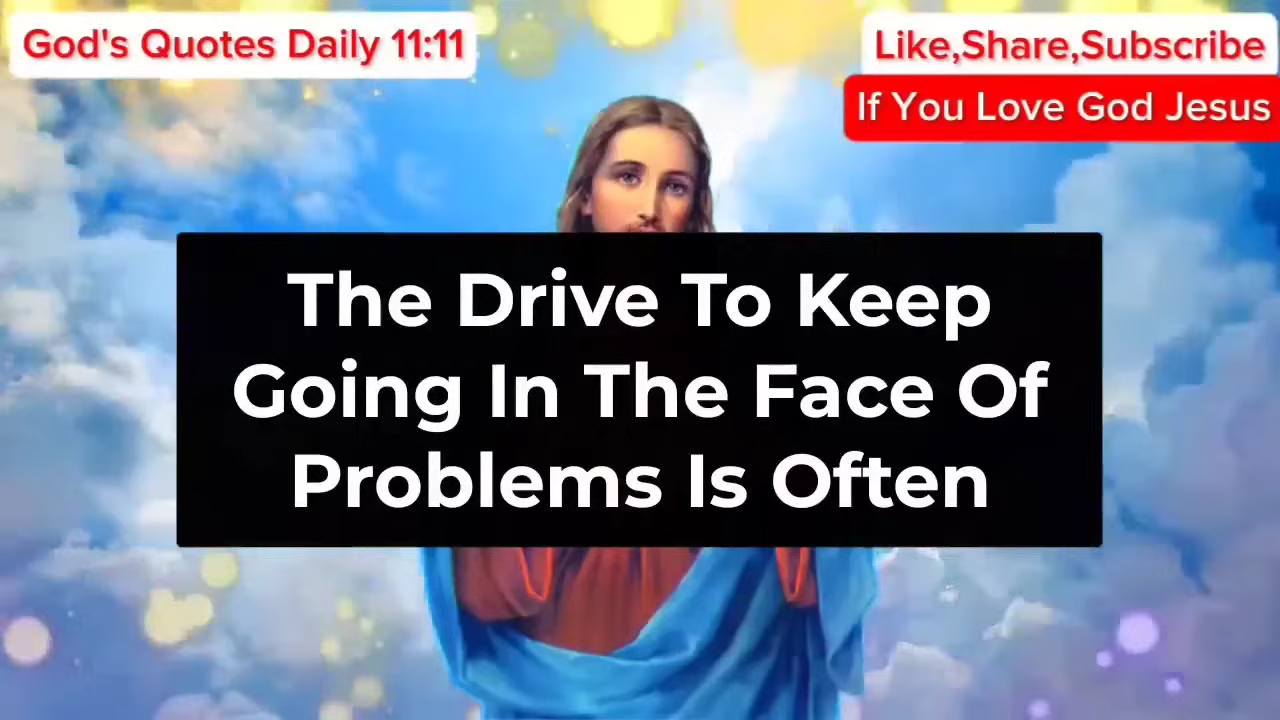 God's Quotes Daily 11:11
Like,Share,Subscribe
If You Love God Jesus
The Drive To Keep
Going In The Face Of
Problems Is Often